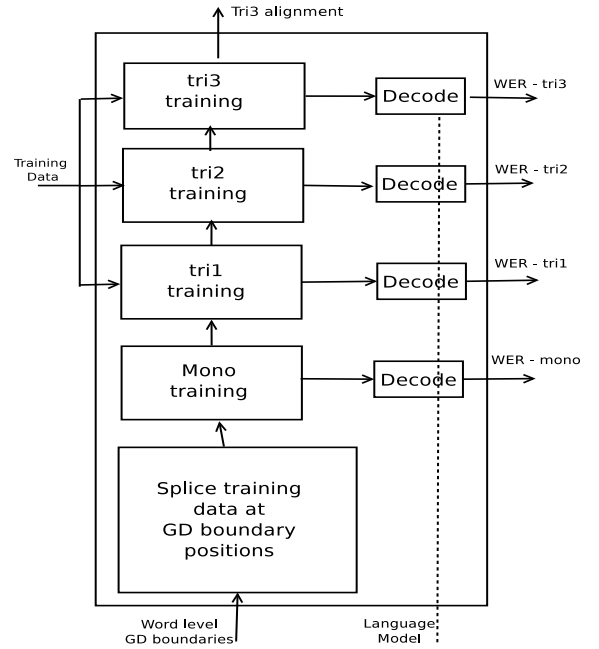 Tri3 alignment
tri3
training
Decode
WER - tri3
Training
Data
tri2
training
Decode
WER - tri2
tri1
training
Decode
WER - tri1
Mono
training
Decode
WER - mono
Splice training
data at
GD boundary
positions
Word level
GD boundaries
Language
Model